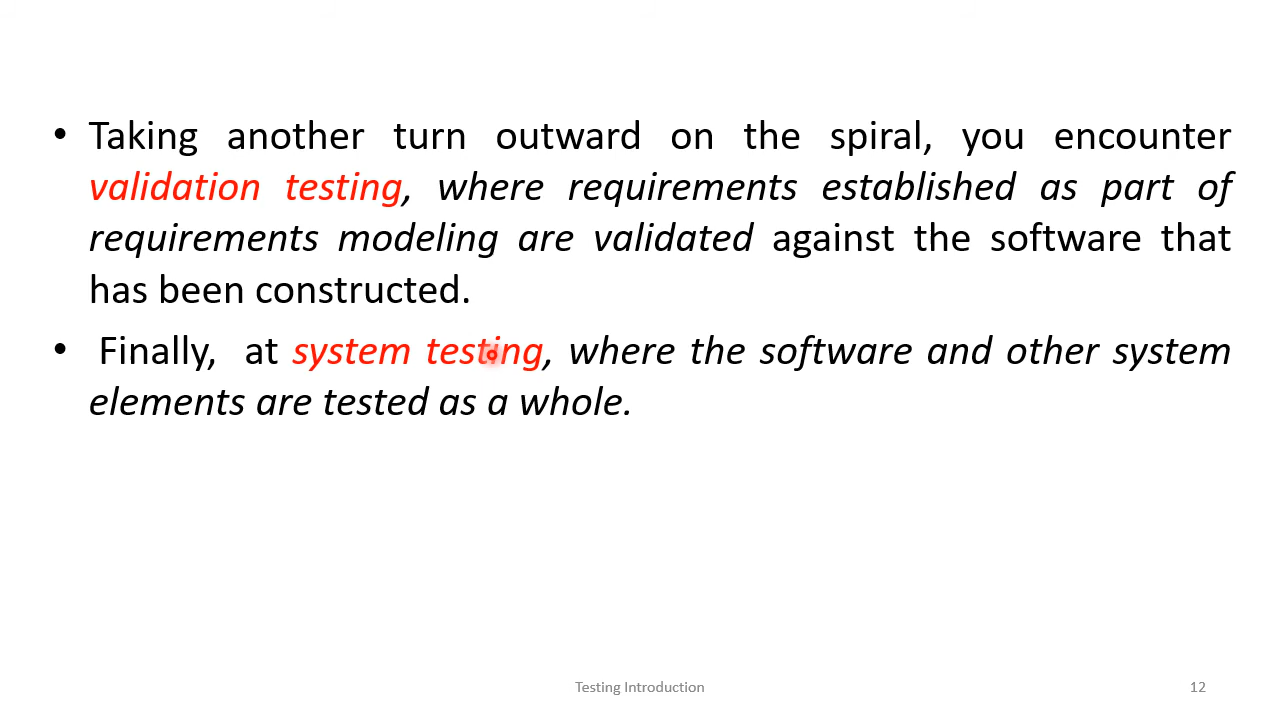 • Taking another turn outward on the spiral, you encounter
validation testing, where requirements established as part of
requirements modeling are validated against the software that
has been constructed.
• Finally, at system testing, where the software and other system
elements are tested as a whole.
Testing Introduction
12